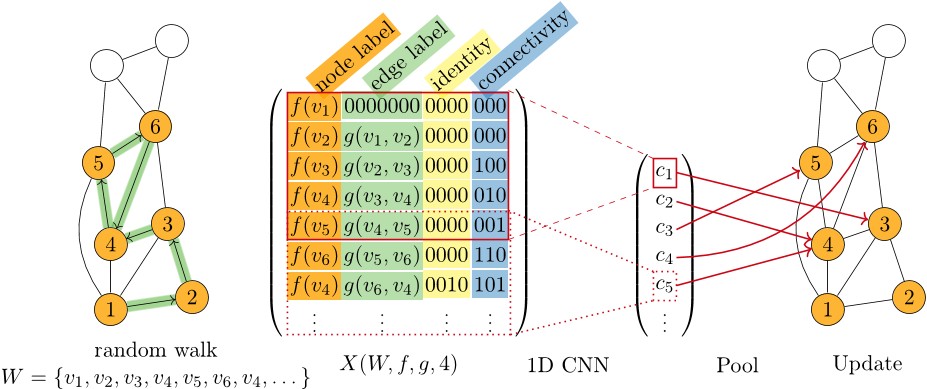 node label edge label identity connectivity
f(v₁) 0000000 0000 000
f(v₂) g(v₁, v₂) 0000 000
f(v₃) g(v₂, v₃) 0000 100
f(v₄) g(v₃, v₄) 0000 010
f(v₅) g(v₄, v₅) 0000 001
f(v₆) g(v₅, v₆) 0000 110
f(v₄) g(v₆, v₄) 0010 101
⋮ ⋮ ⋮ ⋮
6
5
3
4
2
1
c₁
c₂
c₃
c₄
c₅
⋮
6
5
3
4
2
1
random walk
W = {v₁, v₂, v₃, v₄, v₅, v₆, v₄, . . . }
X(W, f, g, 4)
1D CNN
Pool
Update